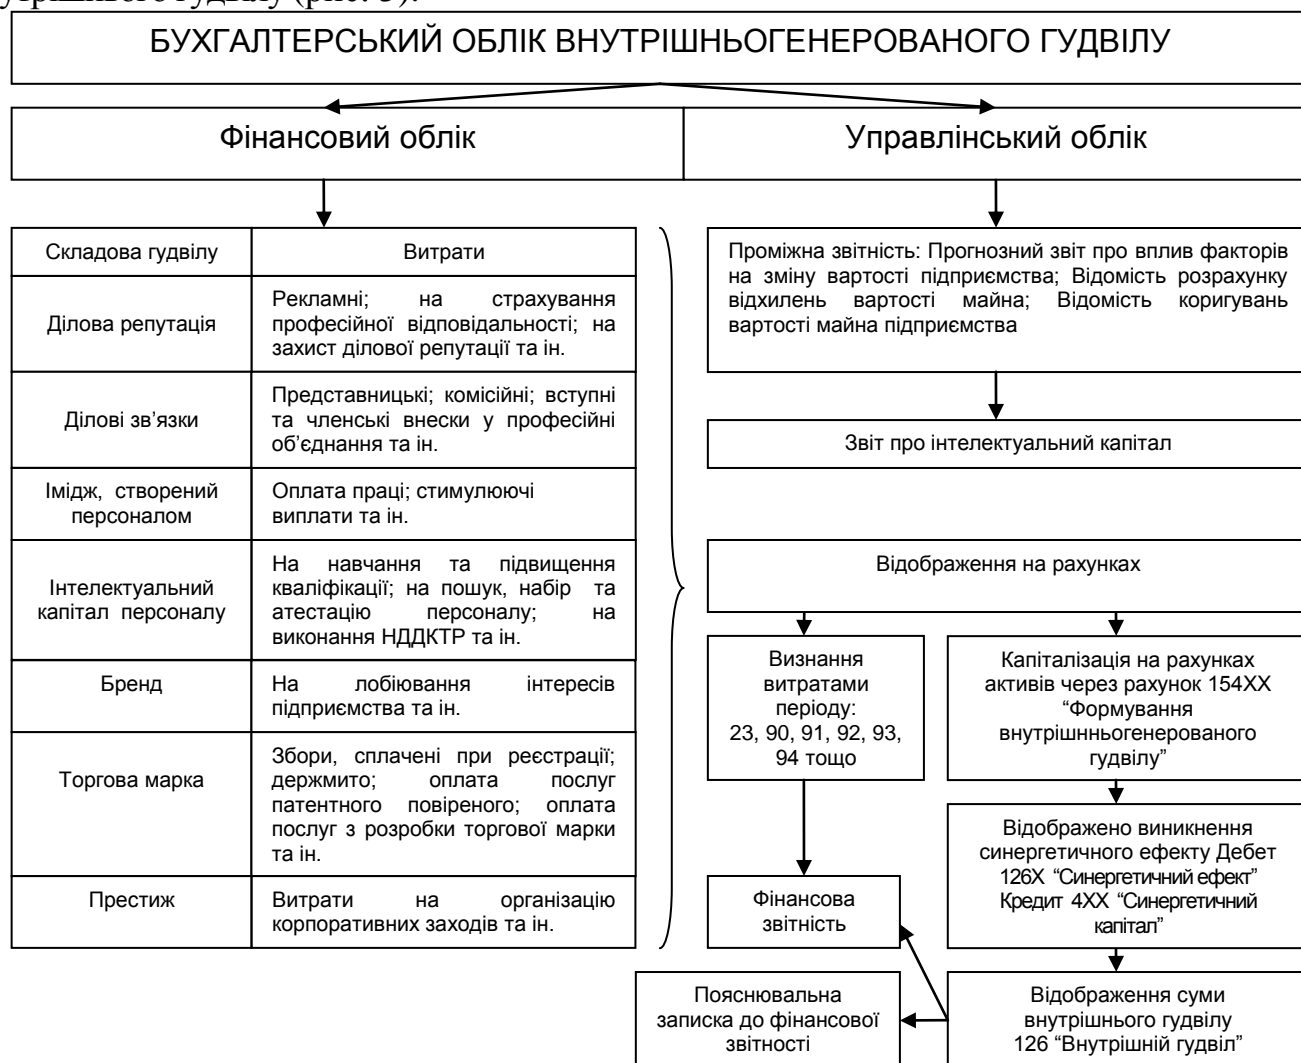 утрішнього гудвілу (рис. 3).
БУХГАЛТЕРСЬКИЙ ОБЛІК ВНУТРІШНЬОГЕНЕРОВАНОГО ГУДВІЛУ
Фінансовий облік
Управлінський облік
Складова гудвілу
Витрати
Ділова репутація
Рекламні; на страхування
професійної відповідальності; на
захист ділової репутації та ін.
Ділові зв’язки
Представницькі; комісійні; вступні
та членські внески у професійні
об’єднання та ін.
Імідж, створений
персоналом
Оплата праці; стимулюючі
виплати та ін.
Інтелектуальний
капітал персоналу
На навчання та підвищення
кваліфікації; на пошук, набір та
атестацію персоналу; на
виконання НДДКТР та ін.
Бренд
На лобіювання інтересів
підприємства та ін.
Торгова марка
Збори, сплачені при реєстрації;
держмито; оплата послуг
патентного повіреного; оплата
послуг з розробки торгової марки
та ін.
Престиж
Витрати на організацію
корпоративних заходів та ін.
Проміжна звітність: Прогнозний звіт про вплив факторів
на зміну вартості підприємства; Відомість розрахунку
відхилень вартості майна; Відомість коригувань
вартості майна підприємства
Звіт про інтелектуальний капітал
Відображення на рахунках
Визнання
витратами
періоду:
23, 90, 91, 92, 93,
94 тощо
Капіталізація на рахунках
активів через рахунок 154ХХ
“Формування
внутрішнньогенерованого
гудвілу”
Відображено виникнення
синергетичного ефекту Дебет
126Х “Синергетичний ефект”
Кредит 4ХХ “Синергетичний
капітал”
Фінансова
звітність
Пояснювальна
записка до фінансової
звітності
Відображення суми
внутрішнього гудвілу
126 “Внутрішній гудвіл”